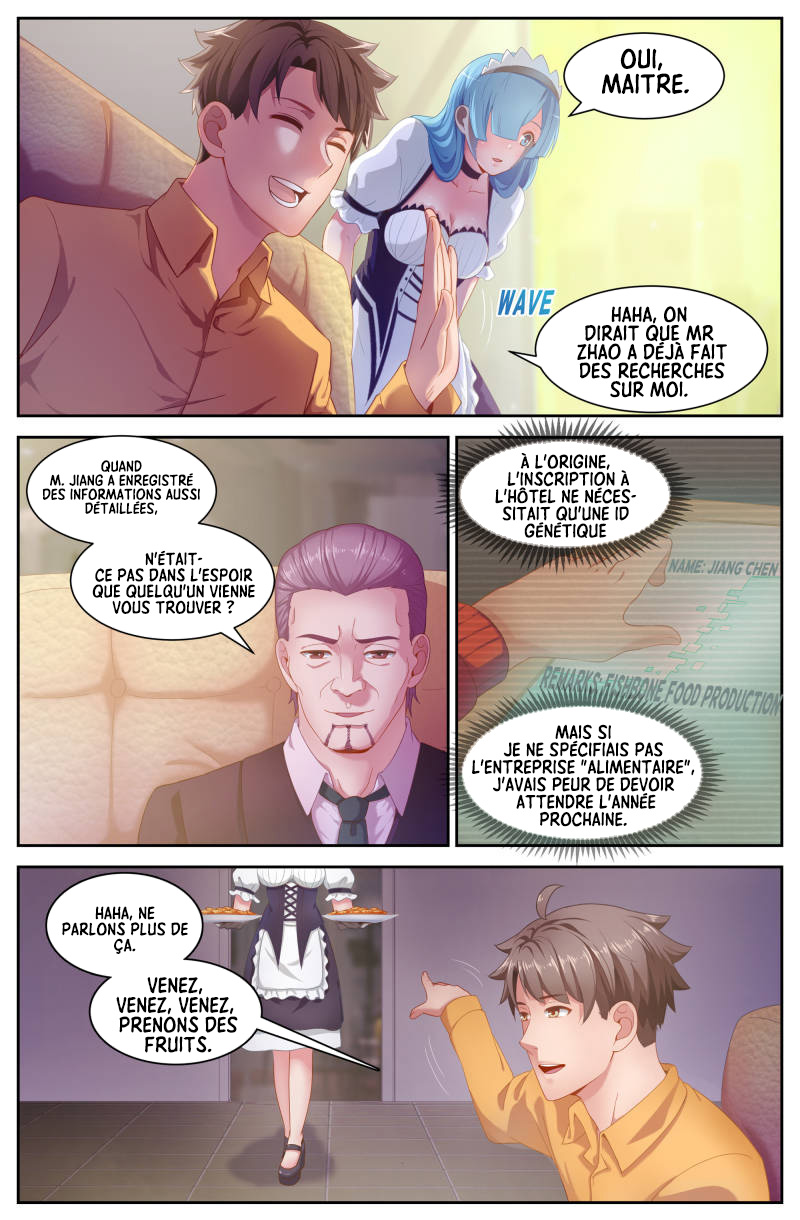 OUI,
MAITRE.
WAVE
HAHA, ON
DIRAIT QUE MR
ZHAO A DÉJÀ FAIT
DES RECHERCHES
SUR MOI.
QUAND
M. JIANG A ENREGISTRÉ
DES INFORMATIONS AUSSI
DÉTAILLÉES,
N'ÉTAIT-
CE PAS DANS L'ESPOIR
QUE QUELQU'UN VIENNE
VOUS TROUVER ?
À L'ORIGINE,
L'INSCRIPTION À
L'HÔTEL NE NÉCES-
SITAIT QU'UNE ID
GÉNÉTIQUE
NAME: JIANG CHEN
REMARKS: FISHBONE FOOD PRODUCTION
MAIS SI
JE NE SPÉCIFIAIS PAS
L'ENTREPRISE "ALIMENTAIRE",
J'AVAIS PEUR DE DEVOIR
ATTENDRE L'ANNÉE
PROCHAINE.
HAHA, NE
PARLONS PLUS DE
ÇA.
VENEZ,
VENEZ, VENEZ,
PRENONS DES
FRUITS.